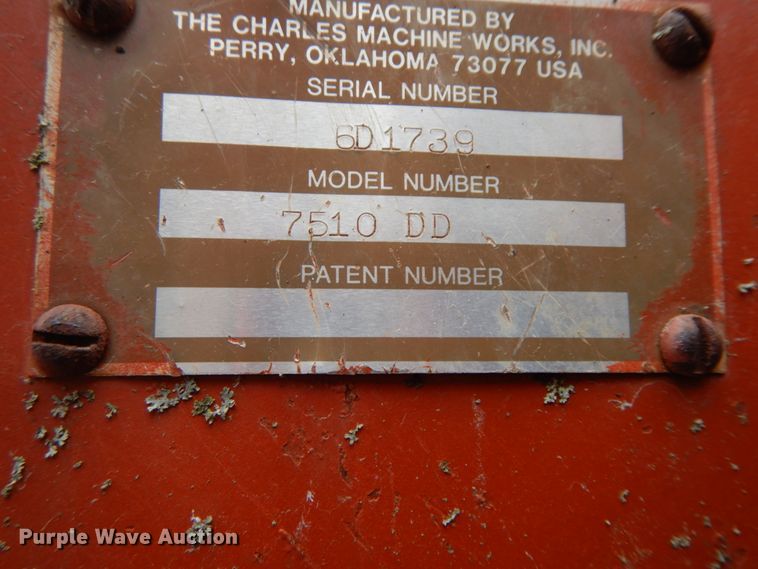 MANUFACTURED BY
THE CHARLES MACHINE WORKS, INC.
PERRY, OKLAHOMA 73077 USA
SERIAL NUMBER
6D1739
MODEL NUMBER
7510 DD
PATENT NUMBER
Purple Wave Auction